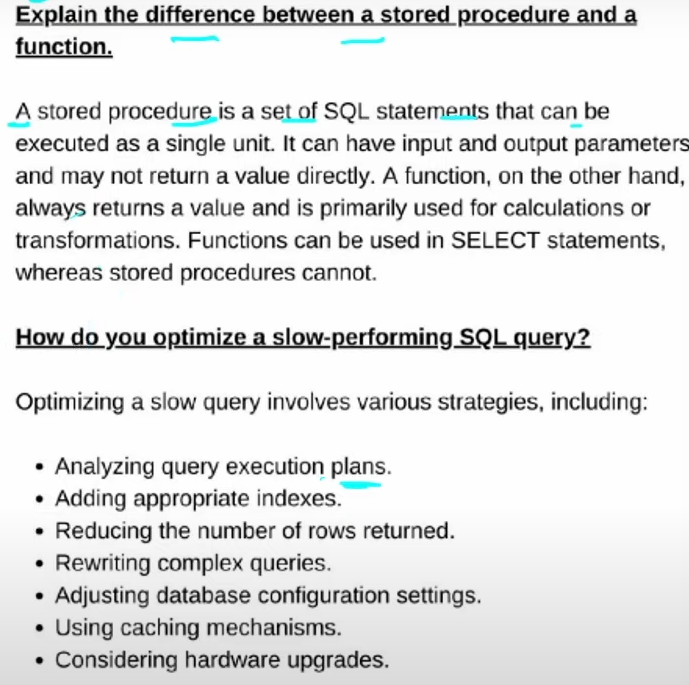 Explain the difference between a stored procedure and a
function.
A stored procedure is a set of SQL statements that can be
executed as a single unit. It can have input and output parameters
and may not return a value directly. A function, on the other hand,
always returns a value and is primarily used for calculations or
transformations. Functions can be used in SELECT statements,
whereas stored procedures cannot.
How do you optimize a slow-performing SQL query?
Optimizing a slow query involves various strategies, including:
• Analyzing query execution plans.
• Adding appropriate indexes.
• Reducing the number of rows returned.
• Rewriting complex queries.
• Adjusting database configuration settings.
• Using caching mechanisms.
• Considering hardware upgrades.